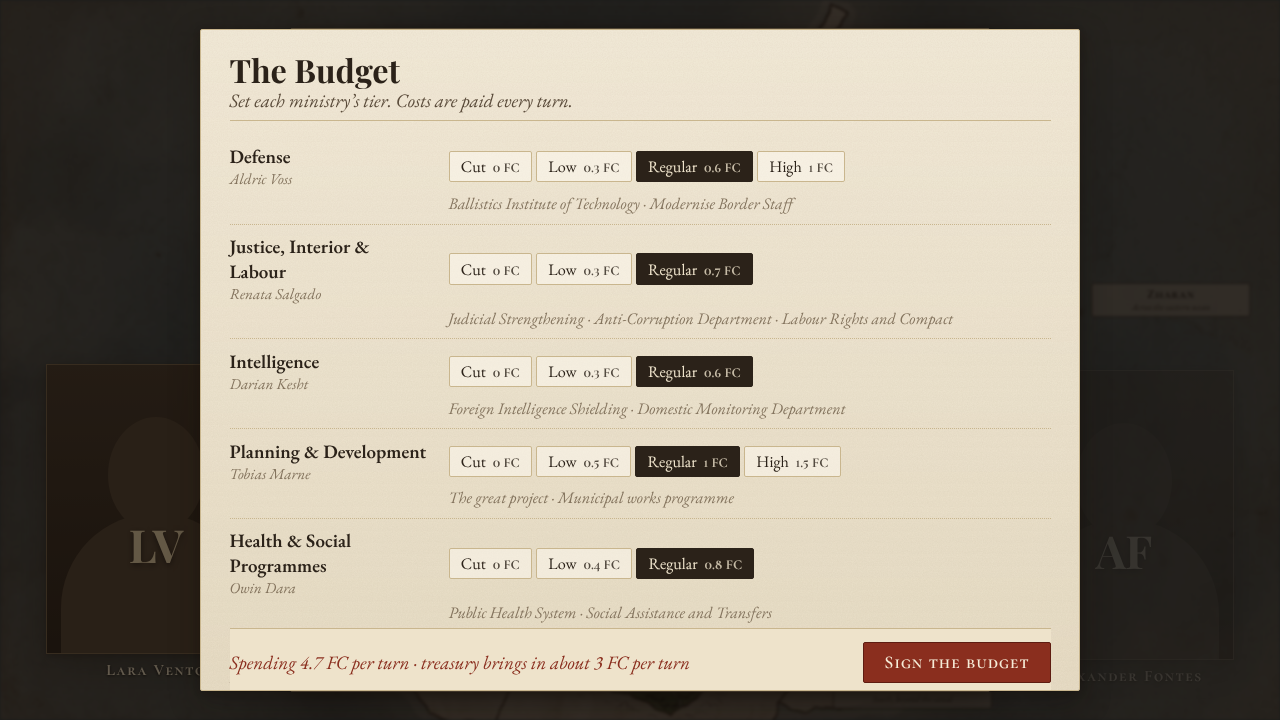 The Budget
Set each ministry's tier. Costs are paid every turn.
Defense
Aldric Voss
Cut 0 FC Low 0.3 FC Regular 0.6 FC High 1 FC
Ballistics Institute of Technology · Modernise Border Staff
Justice, Interior &
Labour
Renata Salgado
Cut 0 FC Low 0.3 FC Regular 0.7 FC
Judicial Strengthening · Anti-Corruption Department · Labour Rights and Compact
Intelligence
Darian Kesht
Cut 0 FC Low 0.3 FC Regular 0.6 FC
Foreign Intelligence Shielding · Domestic Monitoring Department
Planning & Development
Tobias Marne
Cut 0 FC Low 0.5 FC Regular 1 FC High 1.5 FC
The great project · Municipal works programme
Health & Social
Programmes
Owin Dara
Cut 0 FC Low 0.4 FC Regular 0.8 FC
Public Health System · Social Assistance and Transfers
Spending 4.7 FC per turn · treasury brings in about 3 FC per turn
Sign the budget
LV
Lara
AF
Fontes